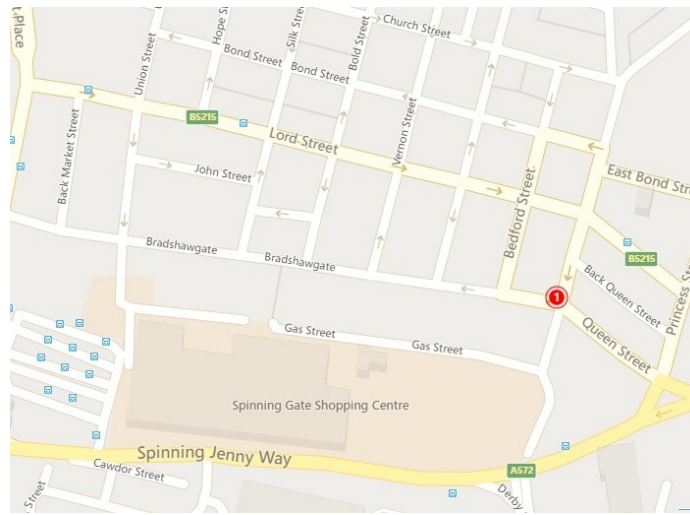 t Place
Union Street
Hope St
Silk Street
Bold Street
Church Street
Bond Street
Bond Street
Back Market Street
B5215
Lord Street
Vernon Street
John Street
Bedford Street
East Bond Str
Bradshawgate
Bradshawgate
B5215
Back Queen Street
Princess S
1
Gas Street
Gas Street
Queen Street
Spinning Gate Shopping Centre
Spinning Jenny Way
Cawdor Street
A572
Derby
Street